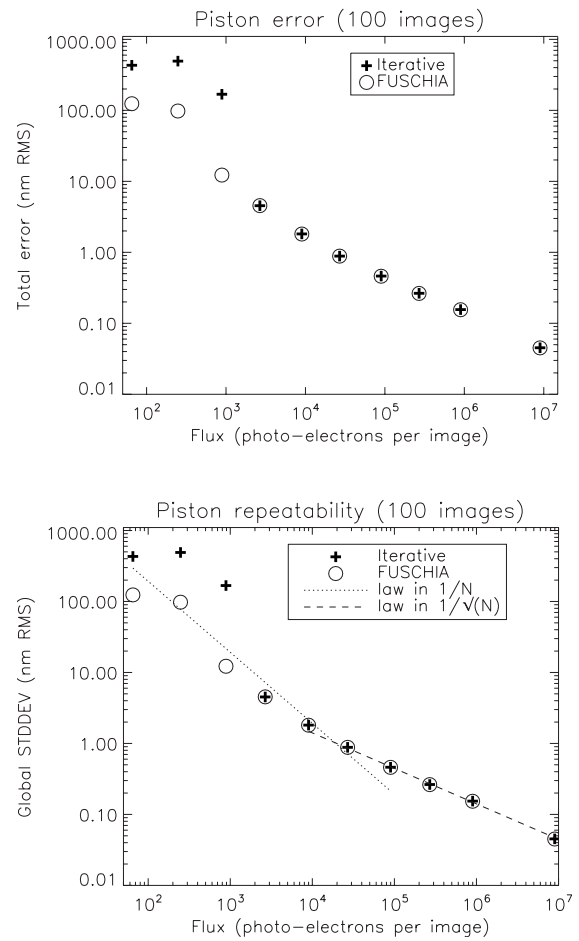 Piston error (100 images)
1000.00
100.00
10.00
1.00
0.10
0.01
Total error (nm RMS)
Iterative
FUSCHIA
10^2
10^3
10^4
10^5
10^6
10^7
Flux (photo-electrons per image)
Piston repeatability (100 images)
1000.00
100.00
10.00
1.00
0.10
0.01
Global STDDEV (nm RMS)
Iterative
FUSCHIA
law in 1/N
law in 1/√(N)
10^2
10^3
10^4
10^5
10^6
10^7
Flux (photo-electrons per image)